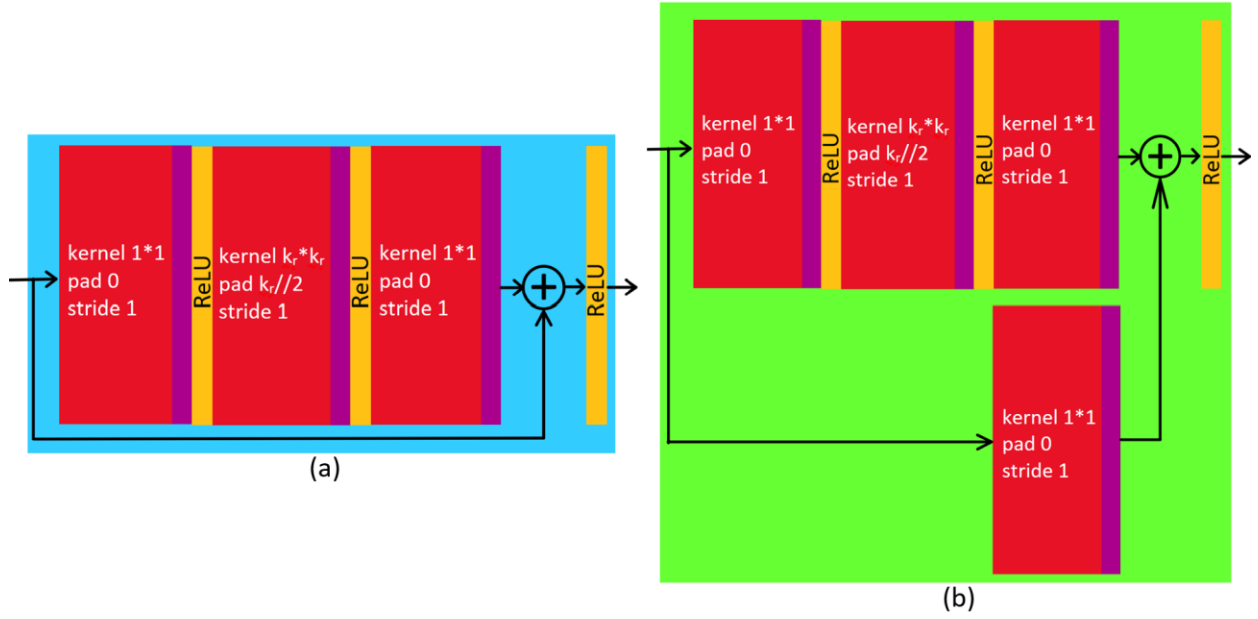 kernel 1*1
pad 0
stride 1
ReLU
kernel kᵣ*kᵣ
pad kᵣ//2
stride 1
ReLU
kernel 1*1
pad 0
stride 1
+
ReLU
(a)
kernel 1*1
pad 0
stride 1
ReLU
kernel kᵣ*kᵣ
pad kᵣ//2
stride 1
ReLU
kernel 1*1
pad 0
stride 1
+
ReLU
kernel 1*1
pad 0
stride 1
(b)